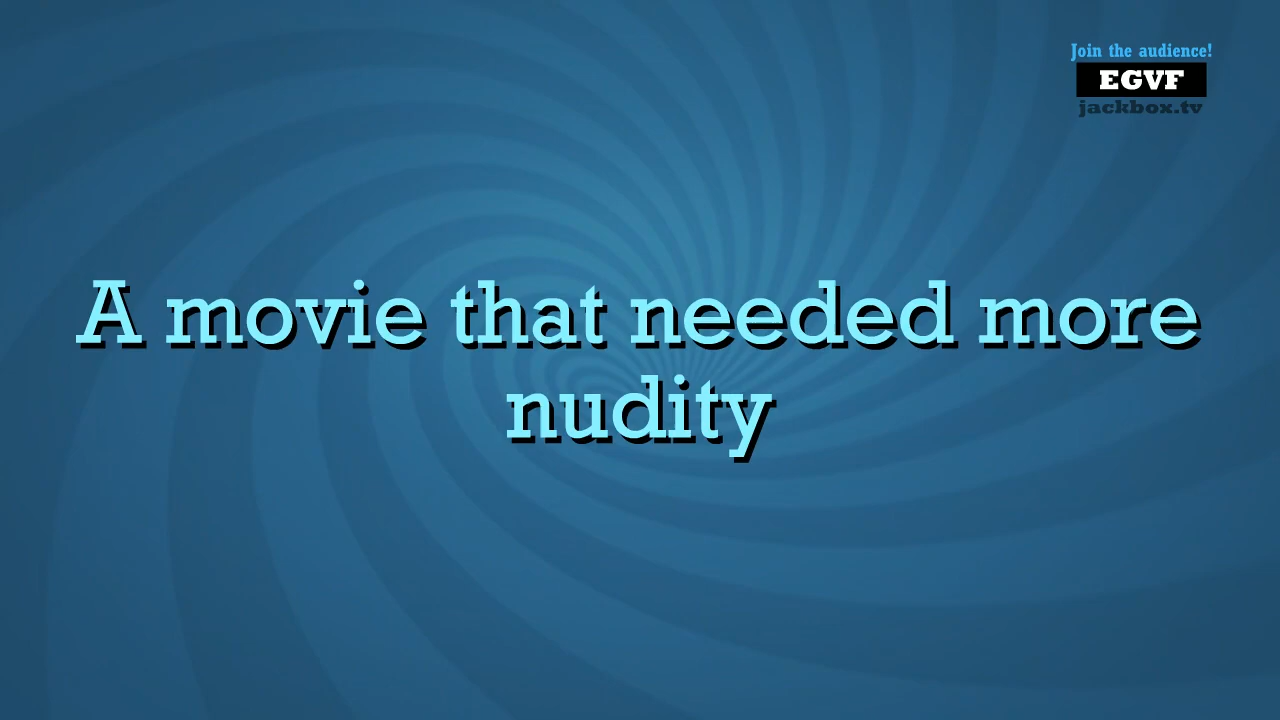 Join the audience!
EGVF
jackbox.tv
A movie that needed more
nudity